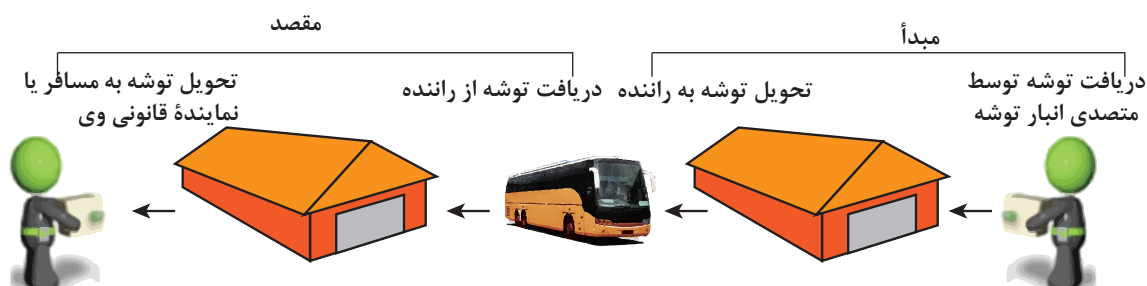 مبدأ
دریافت توشه توسط
متصدی انبار توشه
تحویل توشه به راننده
مقصد
دریافت توشه از راننده
تحویل توشه به مسافر یا
نمایندهٔ قانونی وی